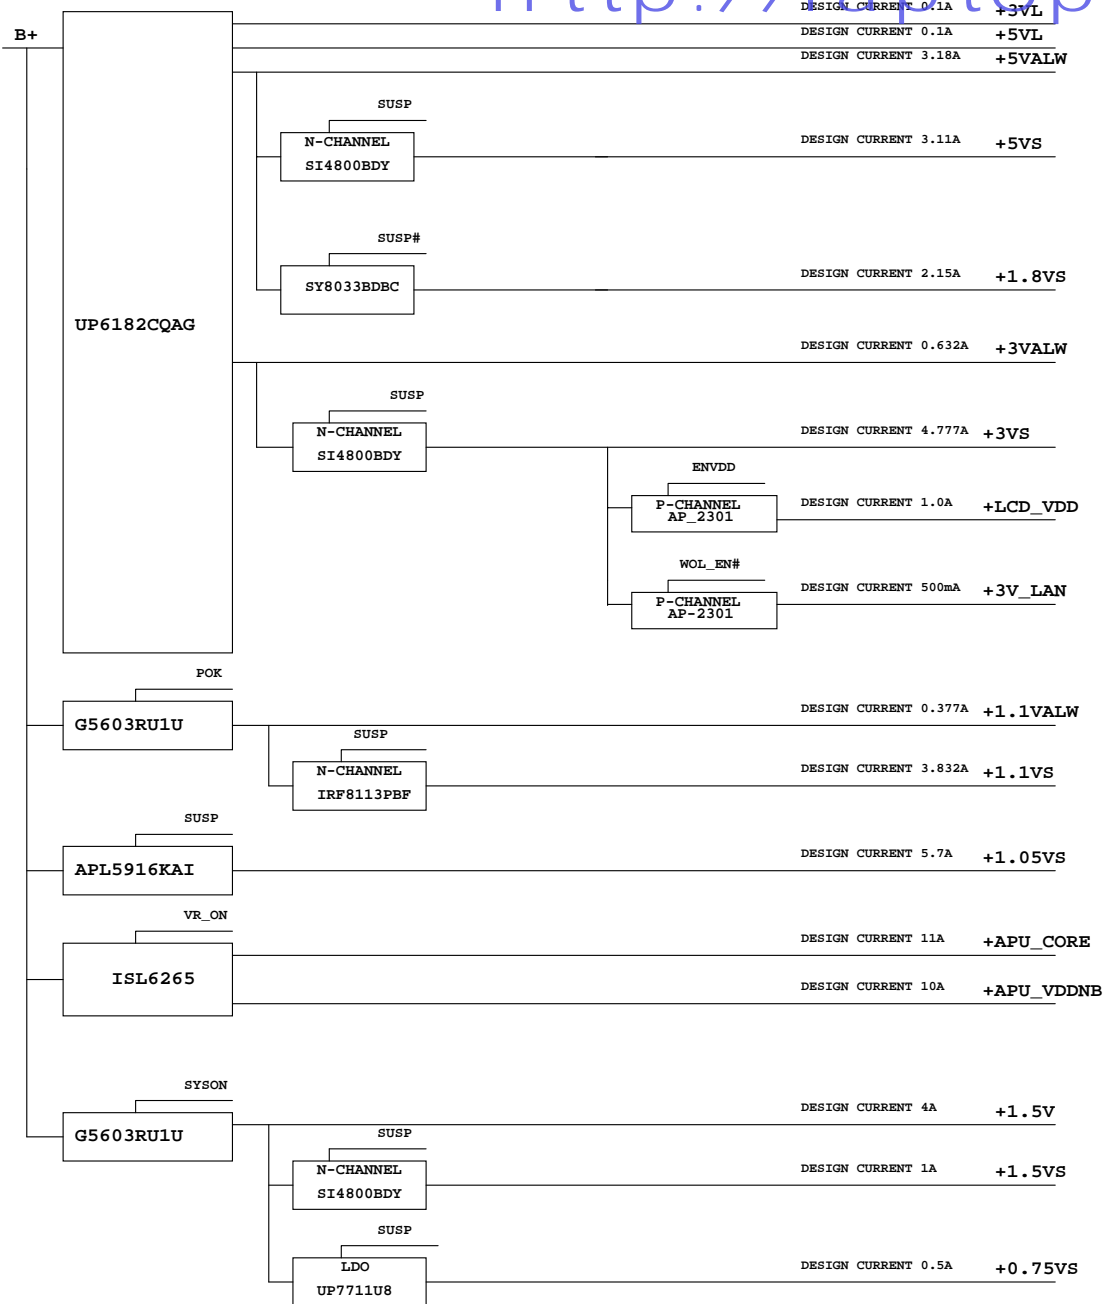 http://laptop
DESIGN CURRENT 0.1A +3VL
B+
DESIGN CURRENT 0.1A +5VL
DESIGN CURRENT 3.18A +5VALW
SUSP
N-CHANNEL
SI4800BDY
DESIGN CURRENT 3.11A +5VS
SUSP#
SY8033BDBC
DESIGN CURRENT 2.15A +1.8VS
UP6182CQAG
DESIGN CURRENT 0.632A +3VALW
SUSP
N-CHANNEL
SI4800BDY
DESIGN CURRENT 4.777A +3VS
ENVDD
P-CHANNEL
AP_2301
DESIGN CURRENT 1.0A +LCD_VDD
WOL_EN#
P-CHANNEL
AP-2301
DESIGN CURRENT 500mA +3V_LAN
POK
G5603RU1U
DESIGN CURRENT 0.377A +1.1VALW
SUSP
N-CHANNEL
IRF8113PBF
DESIGN CURRENT 3.832A +1.1VS
SUSP
APL5916KAI
DESIGN CURRENT 5.7A +1.05VS
VR_ON
ISL6265
DESIGN CURRENT 11A +APU_CORE
DESIGN CURRENT 10A +APU_VDDNB
SYSON
G5603RU1U
DESIGN CURRENT 4A +1.5V
SUSP
N-CHANNEL
SI4800BDY
DESIGN CURRENT 1A +1.5VS
SUSP
LDO
UP7711U8
DESIGN CURRENT 0.5A +0.75VS